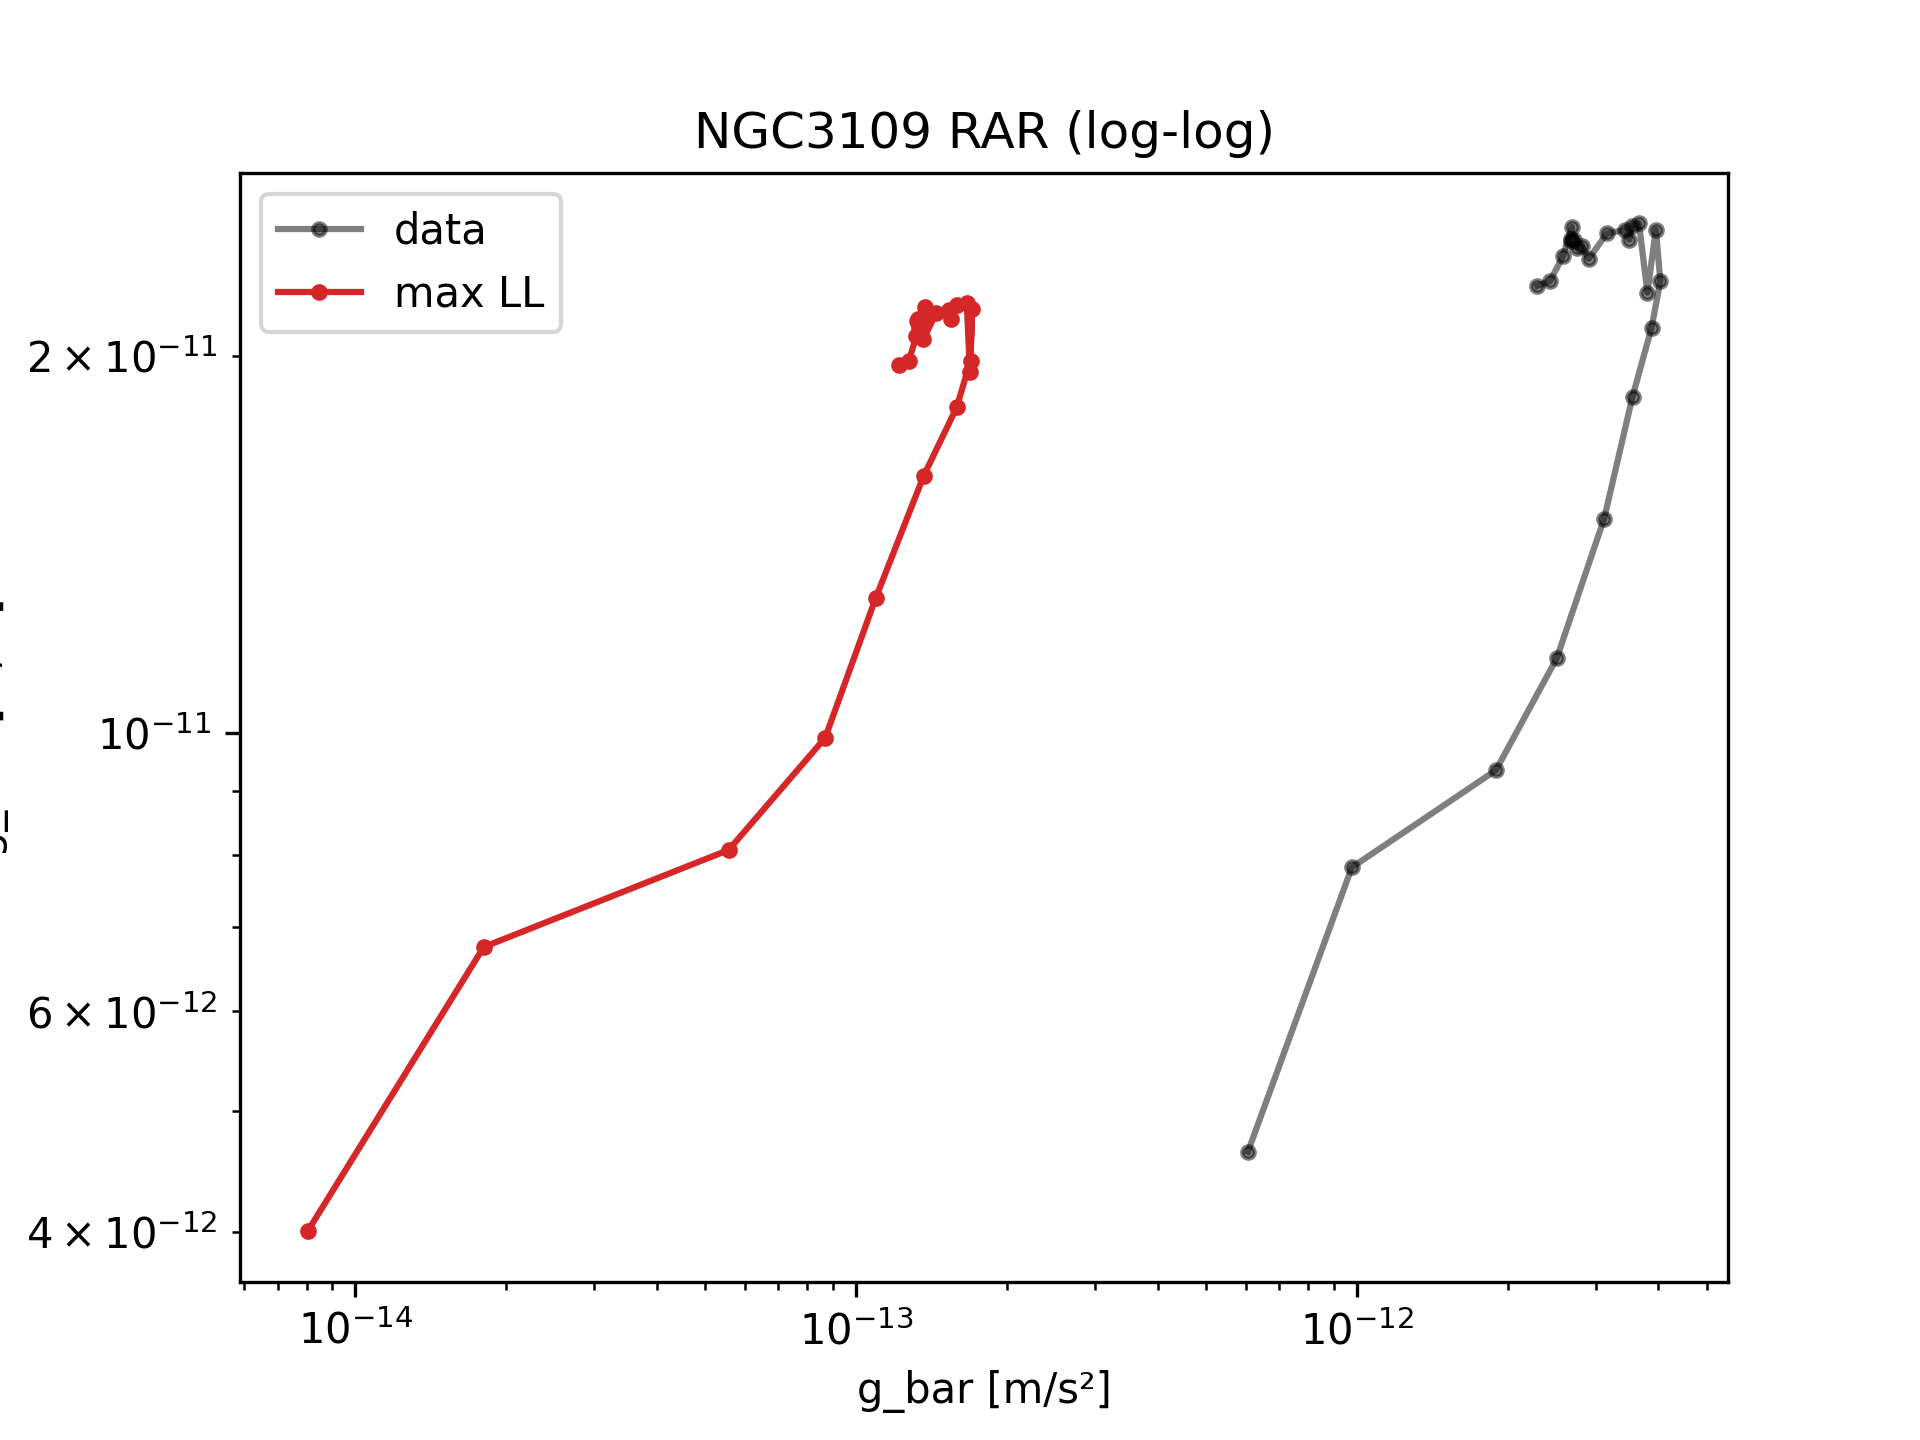 NGC3109 RAR (log-log)
data
max LL
2 × 10⁻¹¹
10⁻¹¹
6 × 10⁻¹²
4 × 10⁻¹²
10⁻¹⁴
10⁻¹³
10⁻¹²
g_bar [m/s²]